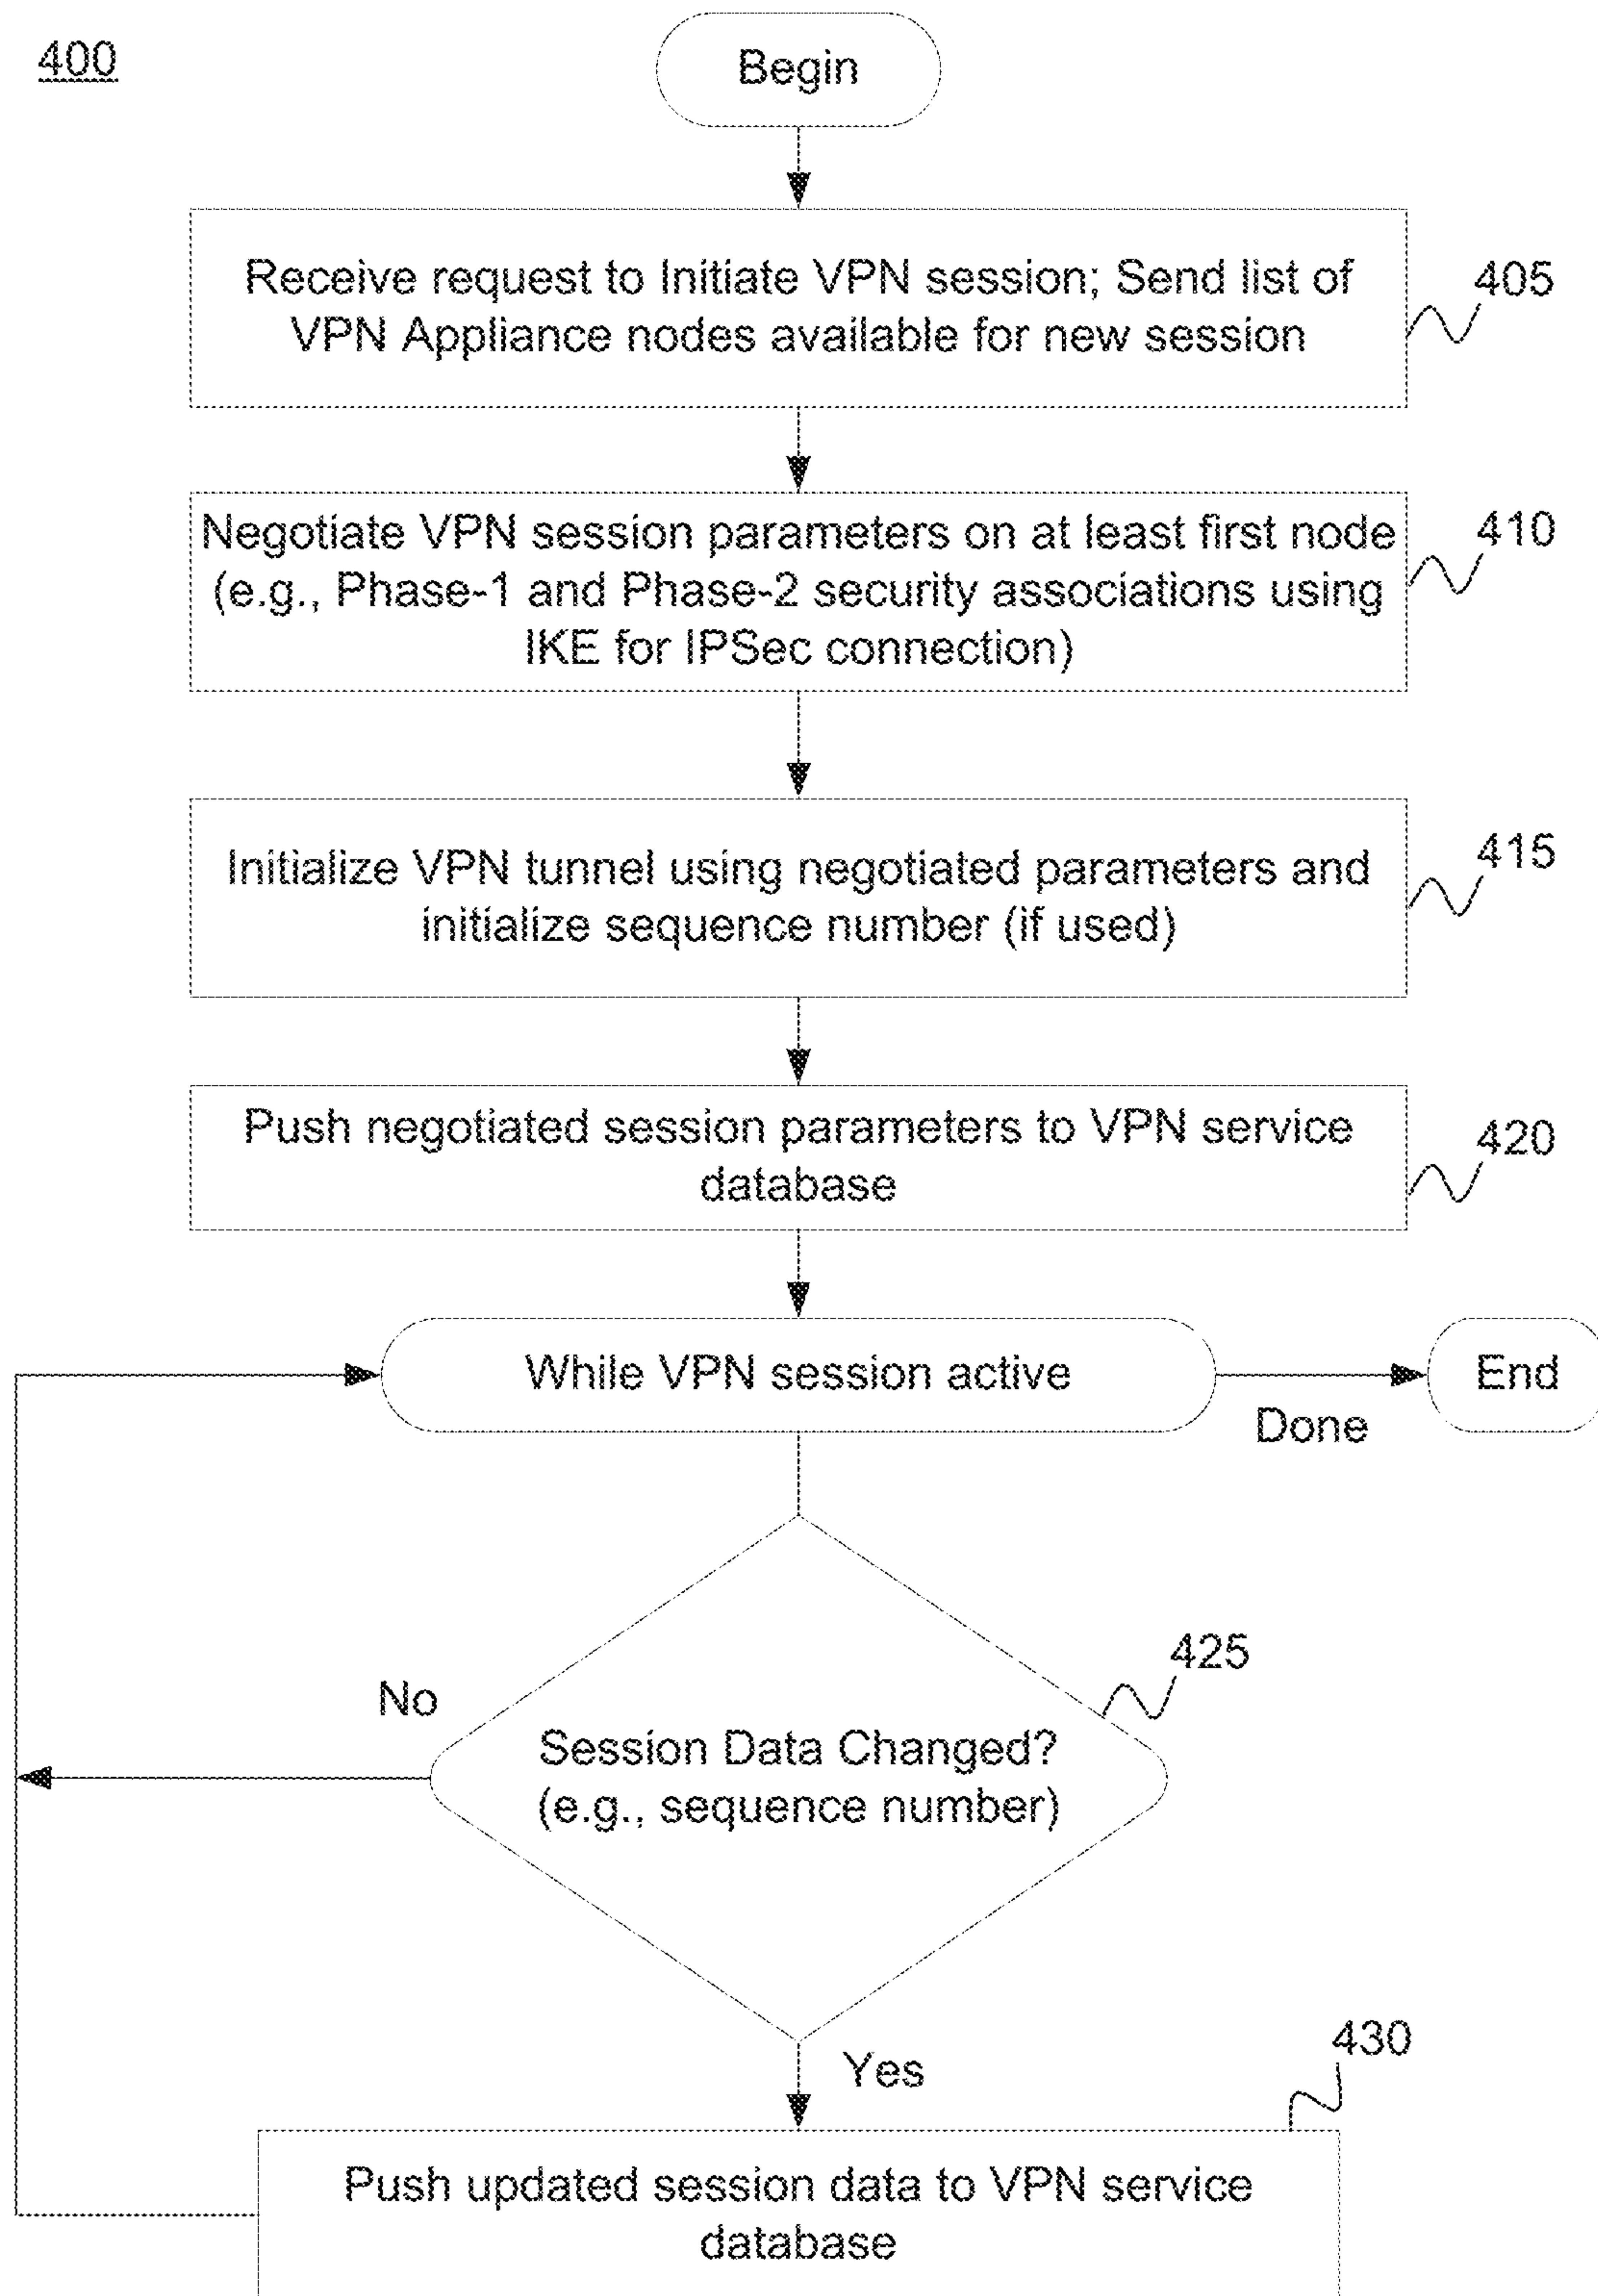 400
Begin
Receive request to Initiate VPN session; Send list of
VPN Appliance nodes available for new session
405
Negotiate VPN session parameters on at least first node
(e.g., Phase-1 and Phase-2 security associations using
IKE for IPSec connection)
410
Initialize VPN tunnel using negotiated parameters and
initialize sequence number (if used)
415
Push negotiated session parameters to VPN service
database
420
While VPN session active
Done
End
425
No
Session Data Changed?
(e.g., sequence number)
Yes
430
Push updated session data to VPN service
database